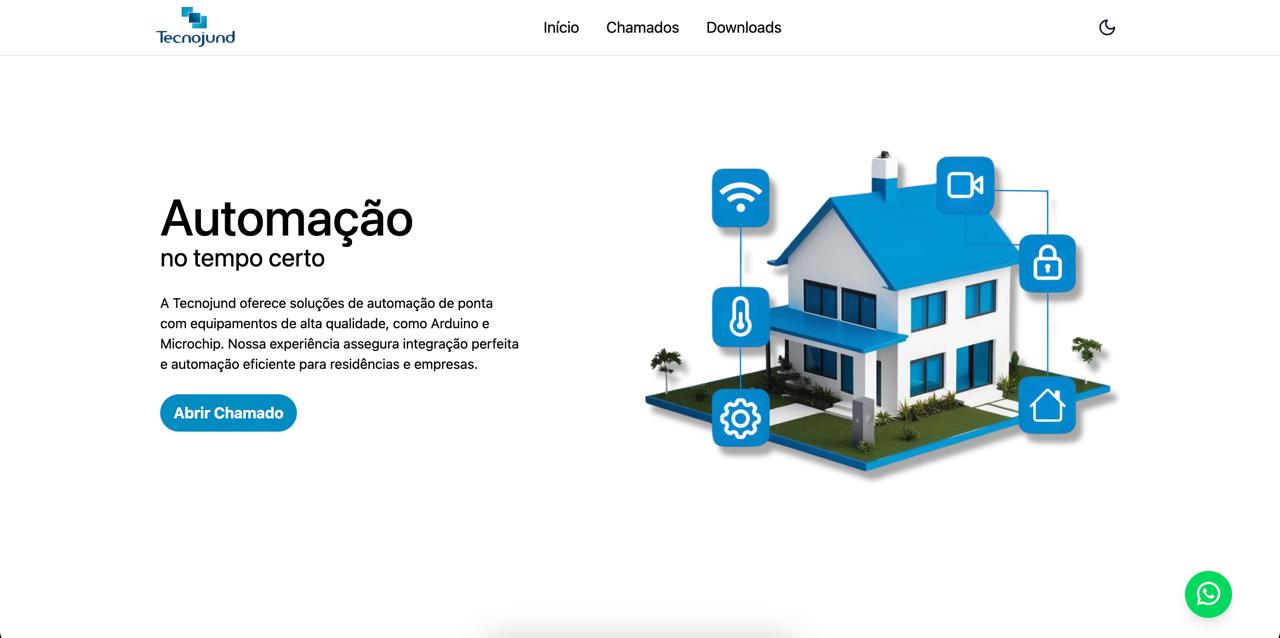 Tecnojund
Início
Chamados
Downloads
Automação
no tempo certo
A Tecnojund oferece soluções de automação de ponta
com equipamentos de alta qualidade, como Arduino e
Microchip. Nossa experiência assegura integração perfeita
e automação eficiente para residências e empresas.
Abrir Chamado